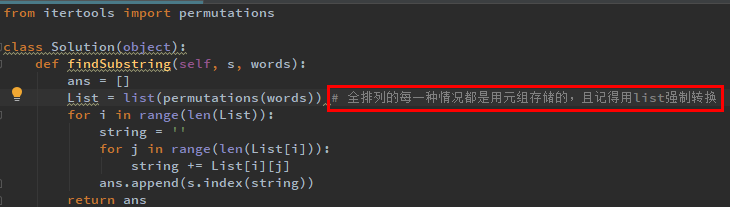 from itertools import permutations
class Solution(object):
def findSubstring(self, s, words):
ans = []
List = list(permutations(words)) # 全排列的每一种情况都是用元组存储的，且记得用list强制转换
for i in range(len(List)):
string = ''
for j in range(len(List[i])):
string += List[i][j]
ans.append(s.index(string))
return ans